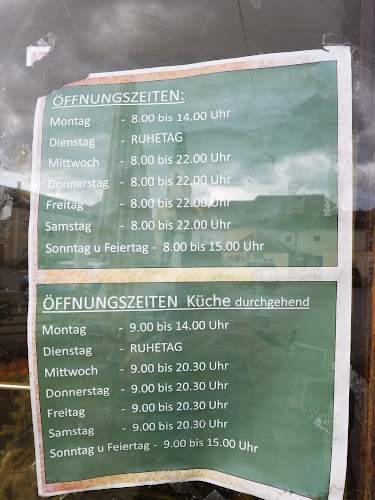 ÖFFNUNGSZEITEN:
Montag - 8.00 bis 14.00 Uhr
Dienstag - RUHETAG
Mittwoch - 8.00 bis 22.00 Uhr
Donnerstag - 8.00 bis 22.00 Uhr
Freitag - 8.00 bis 22.00 Uhr
Samstag - 8.00 bis 22.00 Uhr
Sonntag u Feiertag - 8.00 bis 15.00 Uhr
ÖFFNUNGSZEITEN Küche durchgehend
Montag - 9.00 bis 14.00 Uhr
Dienstag - RUHETAG
Mittwoch - 9.00 bis 20.30 Uhr
Donnerstag - 9.00 bis 20.30 Uhr
Freitag - 9.00 bis 20.30 Uhr
Samstag - 9.00 bis 20.30 Uhr
Sonntag u Feiertag - 9.00 bis 15.00 Uhr